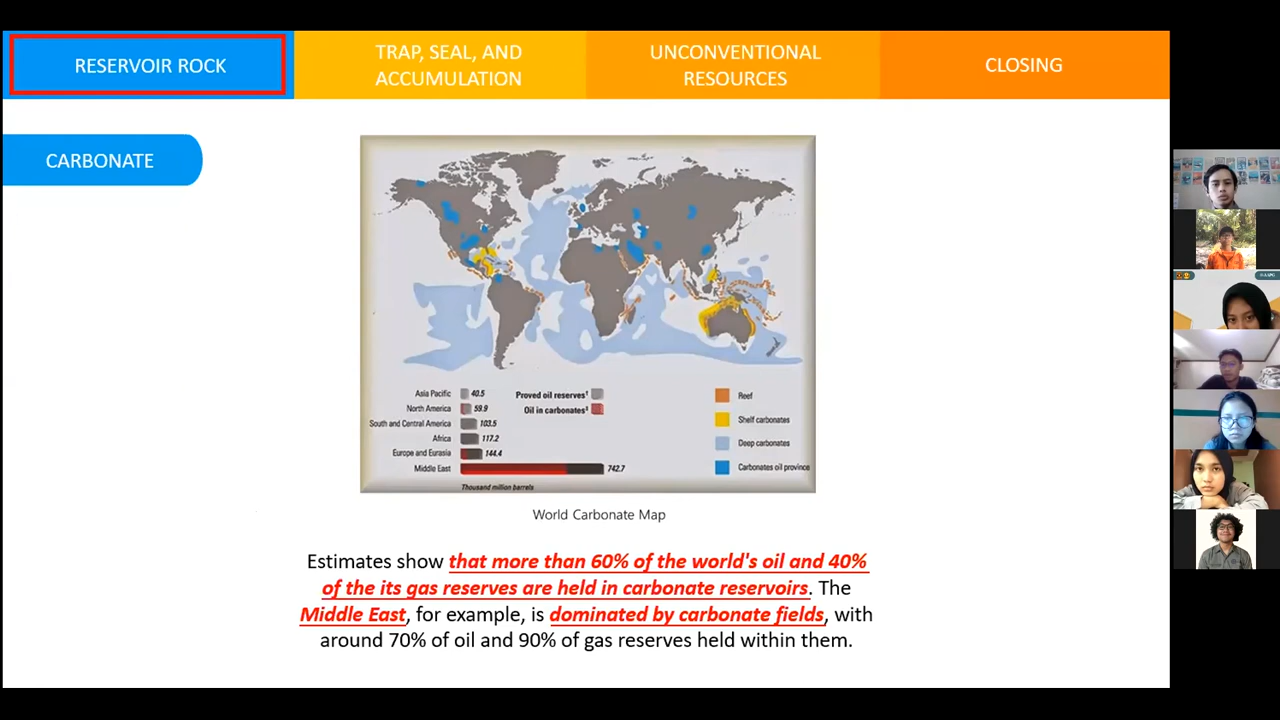 RESERVOIR ROCK
TRAP, SEAL, AND
ACCUMULATION
UNCONVENTIONAL
RESOURCES
CLOSING
CARBONATE
Asia Pacific 40.5
North America 59.9
South and Central America 103.5
Africa 117.2
Europe and Eurasia 144.4
Middle East 742.7
Thousand million barrels
Proved oil reserves¹
Oil in carbonates²
Reef
Shelf carbonates
Deep carbonates
Carbonates oil province
World Carbonate Map
Estimates show that more than 60% of the world's oil and 40%
of the its gas reserves are held in carbonate reservoirs. The
Middle East, for example, is dominated by carbonate fields, with
around 70% of oil and 90% of gas reserves held within them.